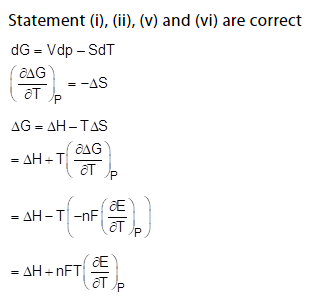 Statement (i), (ii), (v) and (vi) are correct
dG = Vdp – SdT
(∂ΔG/∂T)P = –ΔS
ΔG = ΔH – TΔS
= ΔH + T(∂ΔG/∂T)P
= ΔH – T(–nF(∂E/∂T)P)
= ΔH + nFT(∂E/∂T)P